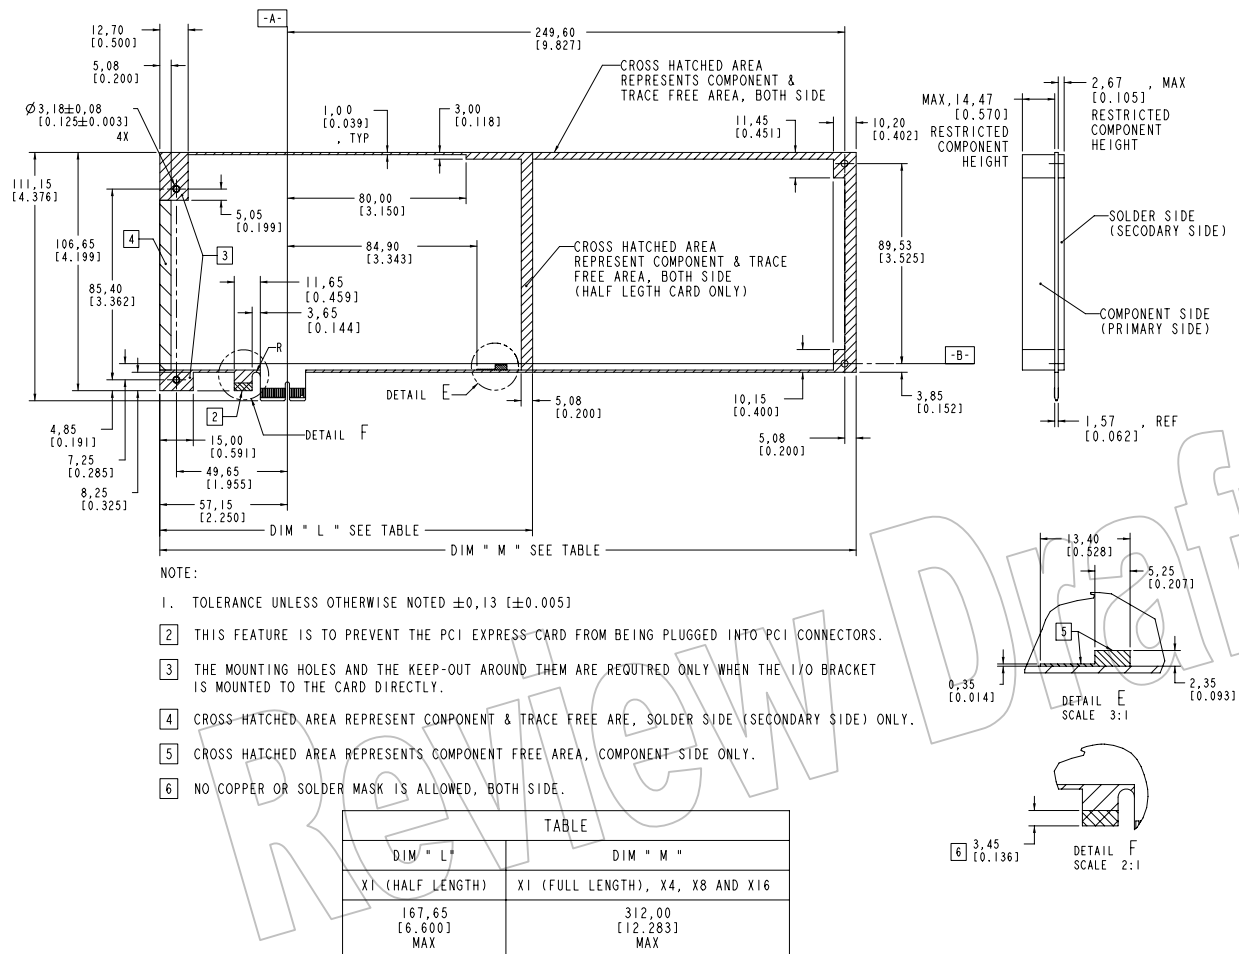 -A-
12,70
[0.500]
249,60
[9.827]
5,08
[0.200]
CROSS HATCHED AREA
REPRESENTS COMPONENT &
TRACE FREE AREA, BOTH SIDE
2,67 , MAX
[0.105]
RESTRICTED
COMPONENT
HEIGHT
MAX,14,47
[0.570]
RESTRICTED
COMPONENT
HEIGHT
Ø3,18±0,08
[0.125±0.003]
4X
1,00
[0.039]
, TYP
3,00
[0.118]
11,45
[0.451]
10,20
[0.402]
111,15
[4.376]
5,05
[0.199]
80,00
[3.150]
SOLDER SIDE
(SECODARY SIDE)
4
3
106,65
[4.199]
84,90
[3.343]
CROSS HATCHED AREA
REPRESENT COMPONENT & TRACE
FREE AREA, BOTH SIDE
(HALF LEGTH CARD ONLY)
89,53
[3.525]
85,40
[3.362]
11,65
[0.459]
3,65
[0.144]
COMPONENT SIDE
(PRIMARY SIDE)
R
-B-
DETAIL E
2
5,08
[0.200]
10,15
[0.400]
3,85
[0.152]
4,85
[0.191]
DETAIL F
15,00
[0.591]
5,08
[0.200]
1,57 , REF
[0.062]
7,25
[0.285]
49,65
[1.955]
8,25
[0.325]
57,15
[2.250]
DIM " L " SEE TABLE
DIM " M " SEE TABLE
NOTE:
1. TOLERANCE UNLESS OTHERWISE NOTED ±0,13 [±0.005]
2 THIS FEATURE IS TO PREVENT THE PCI EXPRESS CARD FROM BEING PLUGGED INTO PCI CONNECTORS.
3 THE MOUNTING HOLES AND THE KEEP-OUT AROUND THEM ARE REQUIRED ONLY WHEN THE I/O BRACKET
IS MOUNTED TO THE CARD DIRECTLY.
4 CROSS HATCHED AREA REPRESENT CONPONENT & TRACE FREE ARE, SOLDER SIDE (SECONDARY SIDE) ONLY.
5 CROSS HATCHED AREA REPRESENTS COMPONENT FREE AREA, COMPONENT SIDE ONLY.
6 NO COPPER OR SOLDER MASK IS ALLOWED, BOTH SIDE.
13,40
[0.528]
5,25
[0.207]
5
0,35
[0.014]
2,35
[0.093]
DETAIL E
SCALE 3:1
6 3,45
[0.136]
DETAIL F
SCALE 2:1
TABLE
DIM " L" DIM " M "
X1 (HALF LENGTH) X1 (FULL LENGTH), X4, X8 AND X16
167,65 312,00
[6.600] [12.283]
MAX MAX
Review Draft